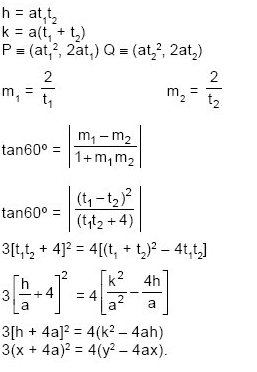 h = at₁t₂
k = a(t₁ + t₂)
P ≡ (at₁², 2at₁) Q ≡ (at₂², 2at₂)
m₁ = 2/t₁ m₂ = 2/t₂
tan60º = |(m₁ – m₂)/(1 + m₁m₂)|
tan60º = |(t₁ – t₂)²/(t₁t₂ + 4)|
3[t₁t₂ + 4]² = 4[(t₁ + t₂)² – 4t₁t₂]
3[h/a + 4]² = 4[k²/a² – 4h/a]
3[h + 4a]² = 4(k² – 4ah)
3(x + 4a)² = 4(y² – 4ax).